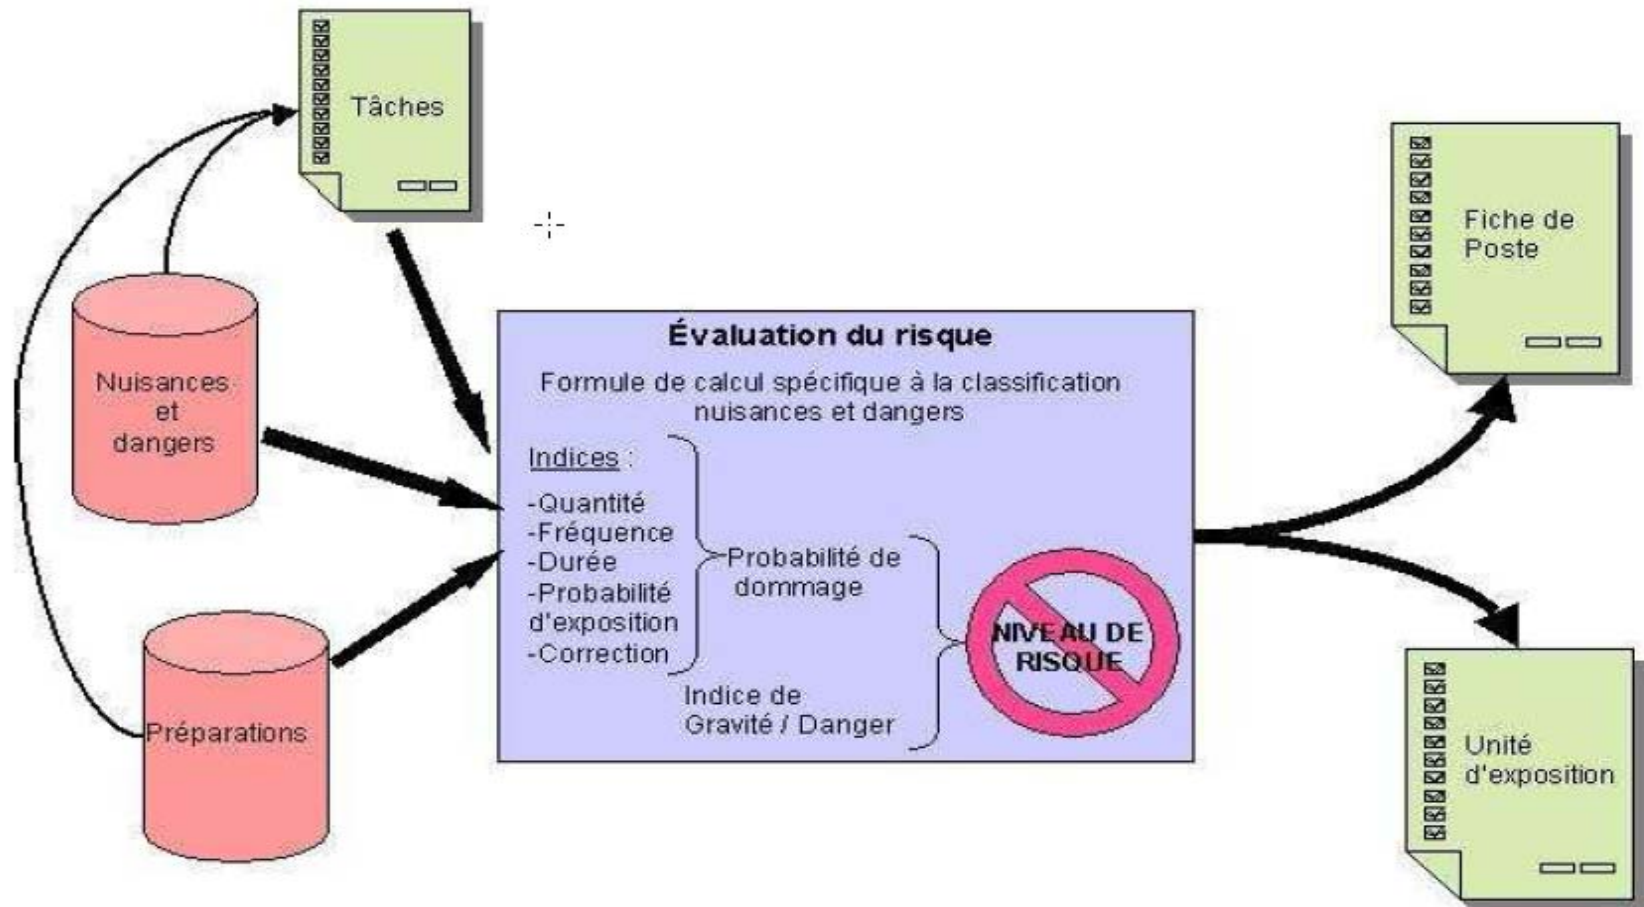 Tâches
Nuisances
et
dangers
Préparations
Évaluation du risque
Formule de calcul spécifique à la classification
nuisances et dangers
Indices :
-Quantité
-Fréquence
-Durée
-Probabilité
d'exposition
-Correction
Probabilité de
dommage
Indice de
Gravité / Danger
NIVEAU DE
RISQUE
Fiche de
Poste
Unité
d'exposition